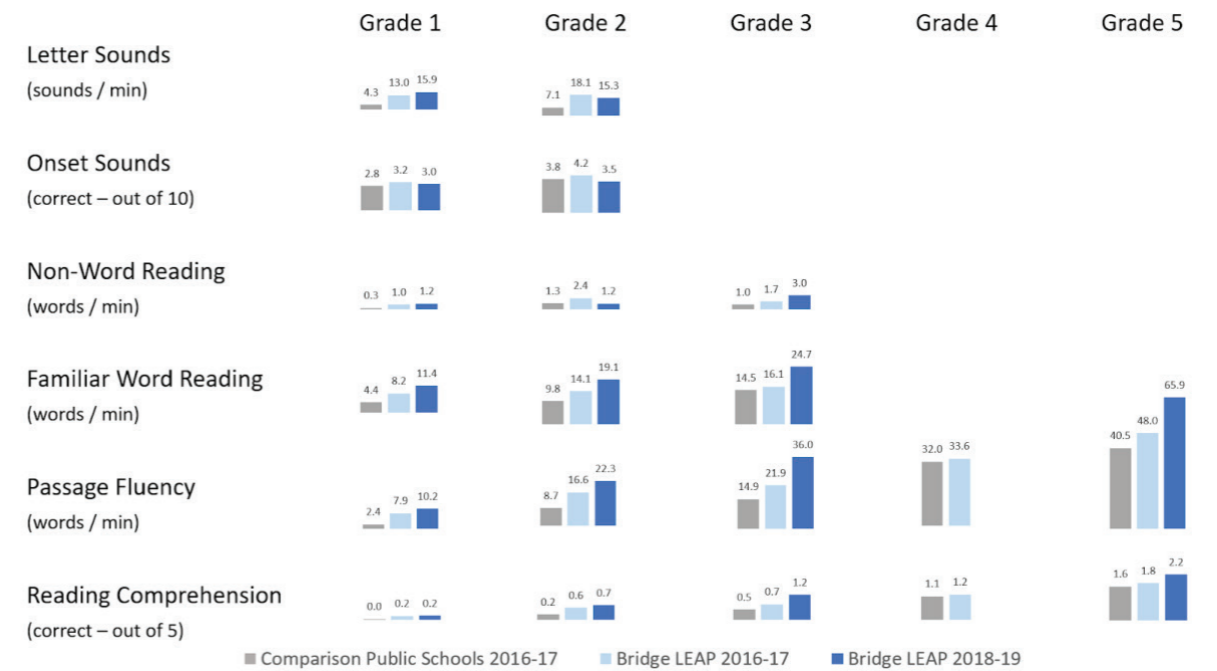 Grade 1 Grade 2 Grade 3 Grade 4 Grade 5
Letter Sounds
(sounds / min)
4.3 13.0 15.9 7.1 18.1 15.3
Onset Sounds
(correct – out of 10)
2.8 3.2 3.0 3.8 4.2 3.5
Non-Word Reading
(words / min)
0.3 1.0 1.2 1.3 2.4 1.2 1.0 1.7 3.0
Familiar Word Reading
(words / min)
4.4 8.2 11.4 9.8 14.1 19.1 14.5 16.1 24.7
Passage Fluency
(words / min)
2.4 7.9 10.2 8.7 16.6 22.3 14.9 21.9 36.0 32.0 33.6 40.5 48.0 65.9
Reading Comprehension
(correct – out of 5)
0.0 0.2 0.2 0.2 0.6 0.7 0.5 0.7 1.2 1.1 1.2 1.6 1.8 2.2
Comparison Public Schools 2016-17 Bridge LEAP 2016-17 Bridge LEAP 2018-19